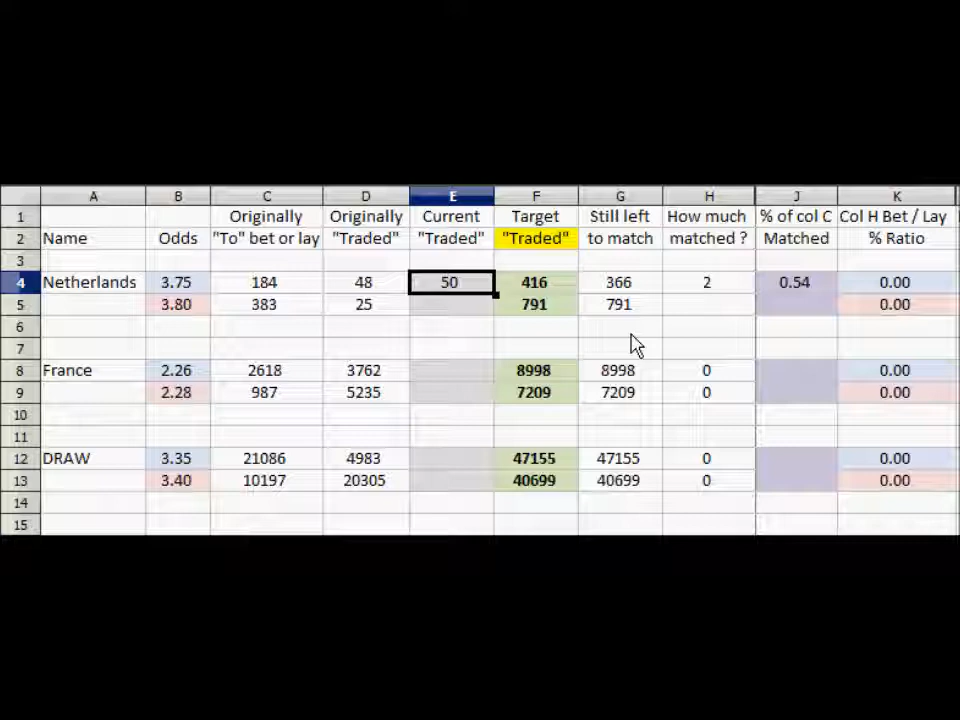 A B C D E F G H J K
1 Originally Originally Current Target Still left How much % of col C Col H Bet / Lay
2 Name Odds "To" bet or lay "Traded" "Traded" "Traded" to match matched ? Matched % Ratio
3
4 Netherlands 3.75 184 48 50 416 366 2 0.54 0.00
5 3.80 383 25 791 791 0.00
6
7
8 France 2.26 2618 3762 8998 8998 0 0.00
9 2.28 987 5235 7209 7209 0 0.00
10
11
12 DRAW 3.35 21086 4983 47155 47155 0 0.00
13 3.40 10197 20305 40699 40699 0 0.00
14
15